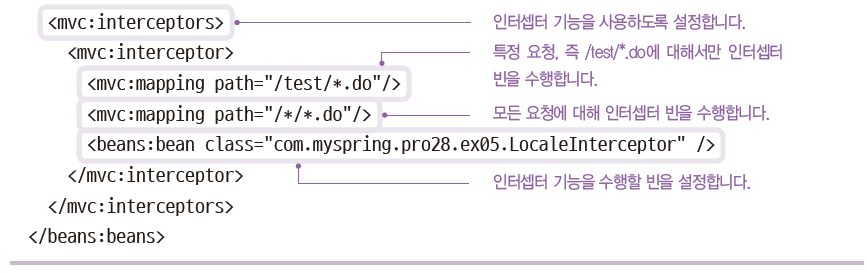 <mvc:interceptors>
인터셉터 기능을 사용하도록 설정합니다.
<mvc:interceptor>
특정 요청, 즉 /test/*.do에 대해서만 인터셉터
빈을 수행합니다.
<mvc:mapping path="/test/*.do"/>
<mvc:mapping path="/*/*.do"/>
모든 요청에 대해 인터셉터 빈을 수행합니다.
<beans:bean class="com.myspring.pro28.ex05.LocaleInterceptor" />
</mvc:interceptor>
인터셉터 기능을 수행할 빈을 설정합니다.
</mvc:interceptors>
</beans:beans>